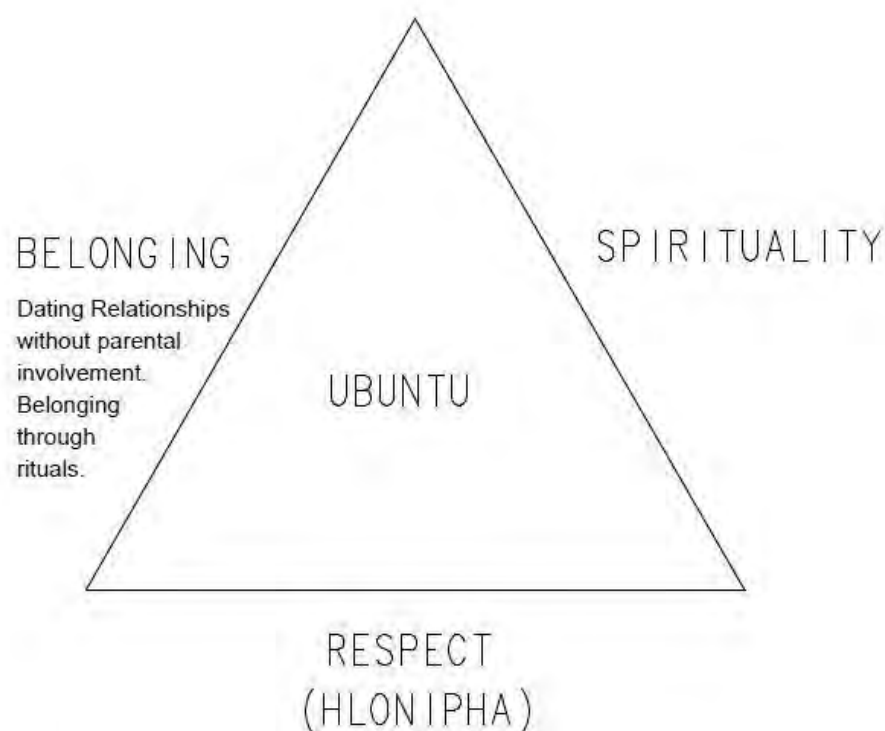 BELONGING
Dating Relationships
without parental
involvement.
Belonging
through
rituals.
SPIRITUALITY
UBUNTU
RESPECT
(HLONIPHA)